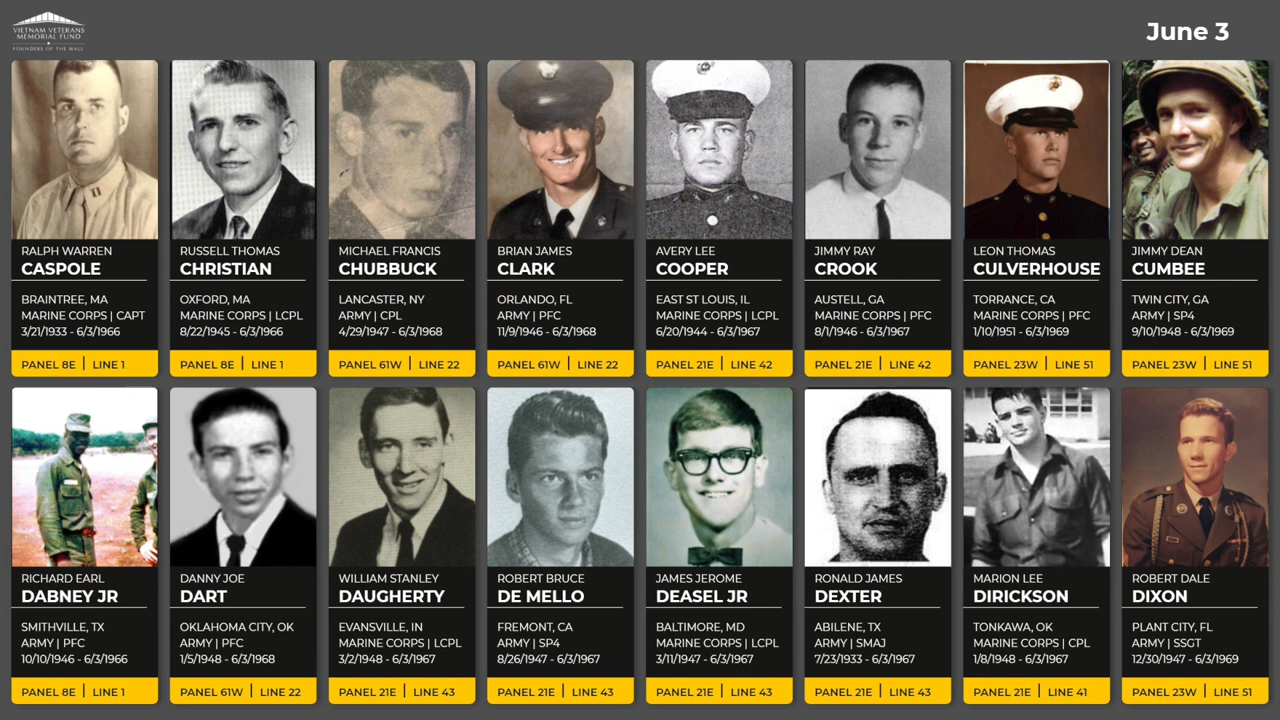 VIETNAM VETERANS
MEMORIAL FUND
FOUNDERS OF THE WALL
June 3
RALPH WARREN
CASPOLE
BRAINTREE, MA
MARINE CORPS | CAPT
3/21/1933 - 6/3/1966
PANEL 8E | LINE 1
RUSSELL THOMAS
CHRISTIAN
OXFORD, MA
MARINE CORPS | LCPL
8/22/1945 - 6/3/1966
PANEL 8E | LINE 1
MICHAEL FRANCIS
CHUBBUCK
LANCASTER, NY
ARMY | CPL
4/29/1947 - 6/3/1968
PANEL 61W | LINE 22
BRIAN JAMES
CLARK
ORLANDO, FL
ARMY | PFC
11/9/1946 - 6/3/1968
PANEL 61W | LINE 22
AVERY LEE
COOPER
EAST ST LOUIS, IL
MARINE CORPS | LCPL
6/20/1944 - 6/3/1967
PANEL 21E | LINE 42
JIMMY RAY
CROOK
AUSTELL, GA
MARINE CORPS | PFC
8/1/1946 - 6/3/1967
PANEL 21E | LINE 42
LEON THOMAS
CULVERHOUSE
TORRANCE, CA
MARINE CORPS | PFC
1/10/1951 - 6/3/1969
PANEL 23W | LINE 51
JIMMY DEAN
CUMBEE
TWIN CITY, GA
ARMY | SP4
9/10/1948 - 6/3/1969
PANEL 23W | LINE 51
RICHARD EARL
DABNEY JR
SMITHVILLE, TX
ARMY | PFC
10/10/1946 - 6/3/1966
PANEL 8E | LINE 1
DANNY JOE
DART
OKLAHOMA CITY, OK
ARMY | PFC
1/5/1948 - 6/3/1968
PANEL 61W | LINE 22
WILLIAM STANLEY
DAUGHERTY
EVANSVILLE, IN
MARINE CORPS | LCPL
3/2/1948 - 6/3/1967
PANEL 21E | LINE 43
ROBERT BRUCE
DE MELLO
FREMONT, CA
ARMY | SP4
8/26/1947 - 6/3/1967
PANEL 21E | LINE 43
JAMES JEROME
DEASEL JR
BALTIMORE, MD
MARINE CORPS | LCPL
3/11/1947 - 6/3/1967
PANEL 21E | LINE 43
RONALD JAMES
DEXTER
ABILENE, TX
ARMY | SMAJ
7/23/1933 - 6/3/1967
PANEL 21E | LINE 43
MARION LEE
DIRICKSON
TONKAWA, OK
MARINE CORPS | CPL
1/8/1948 - 6/3/1967
PANEL 21E | LINE 41
ROBERT DALE
DIXON
PLANT CITY, FL
ARMY | SSGT
12/30/1947 - 6/3/1969
PANEL 23W | LINE 51